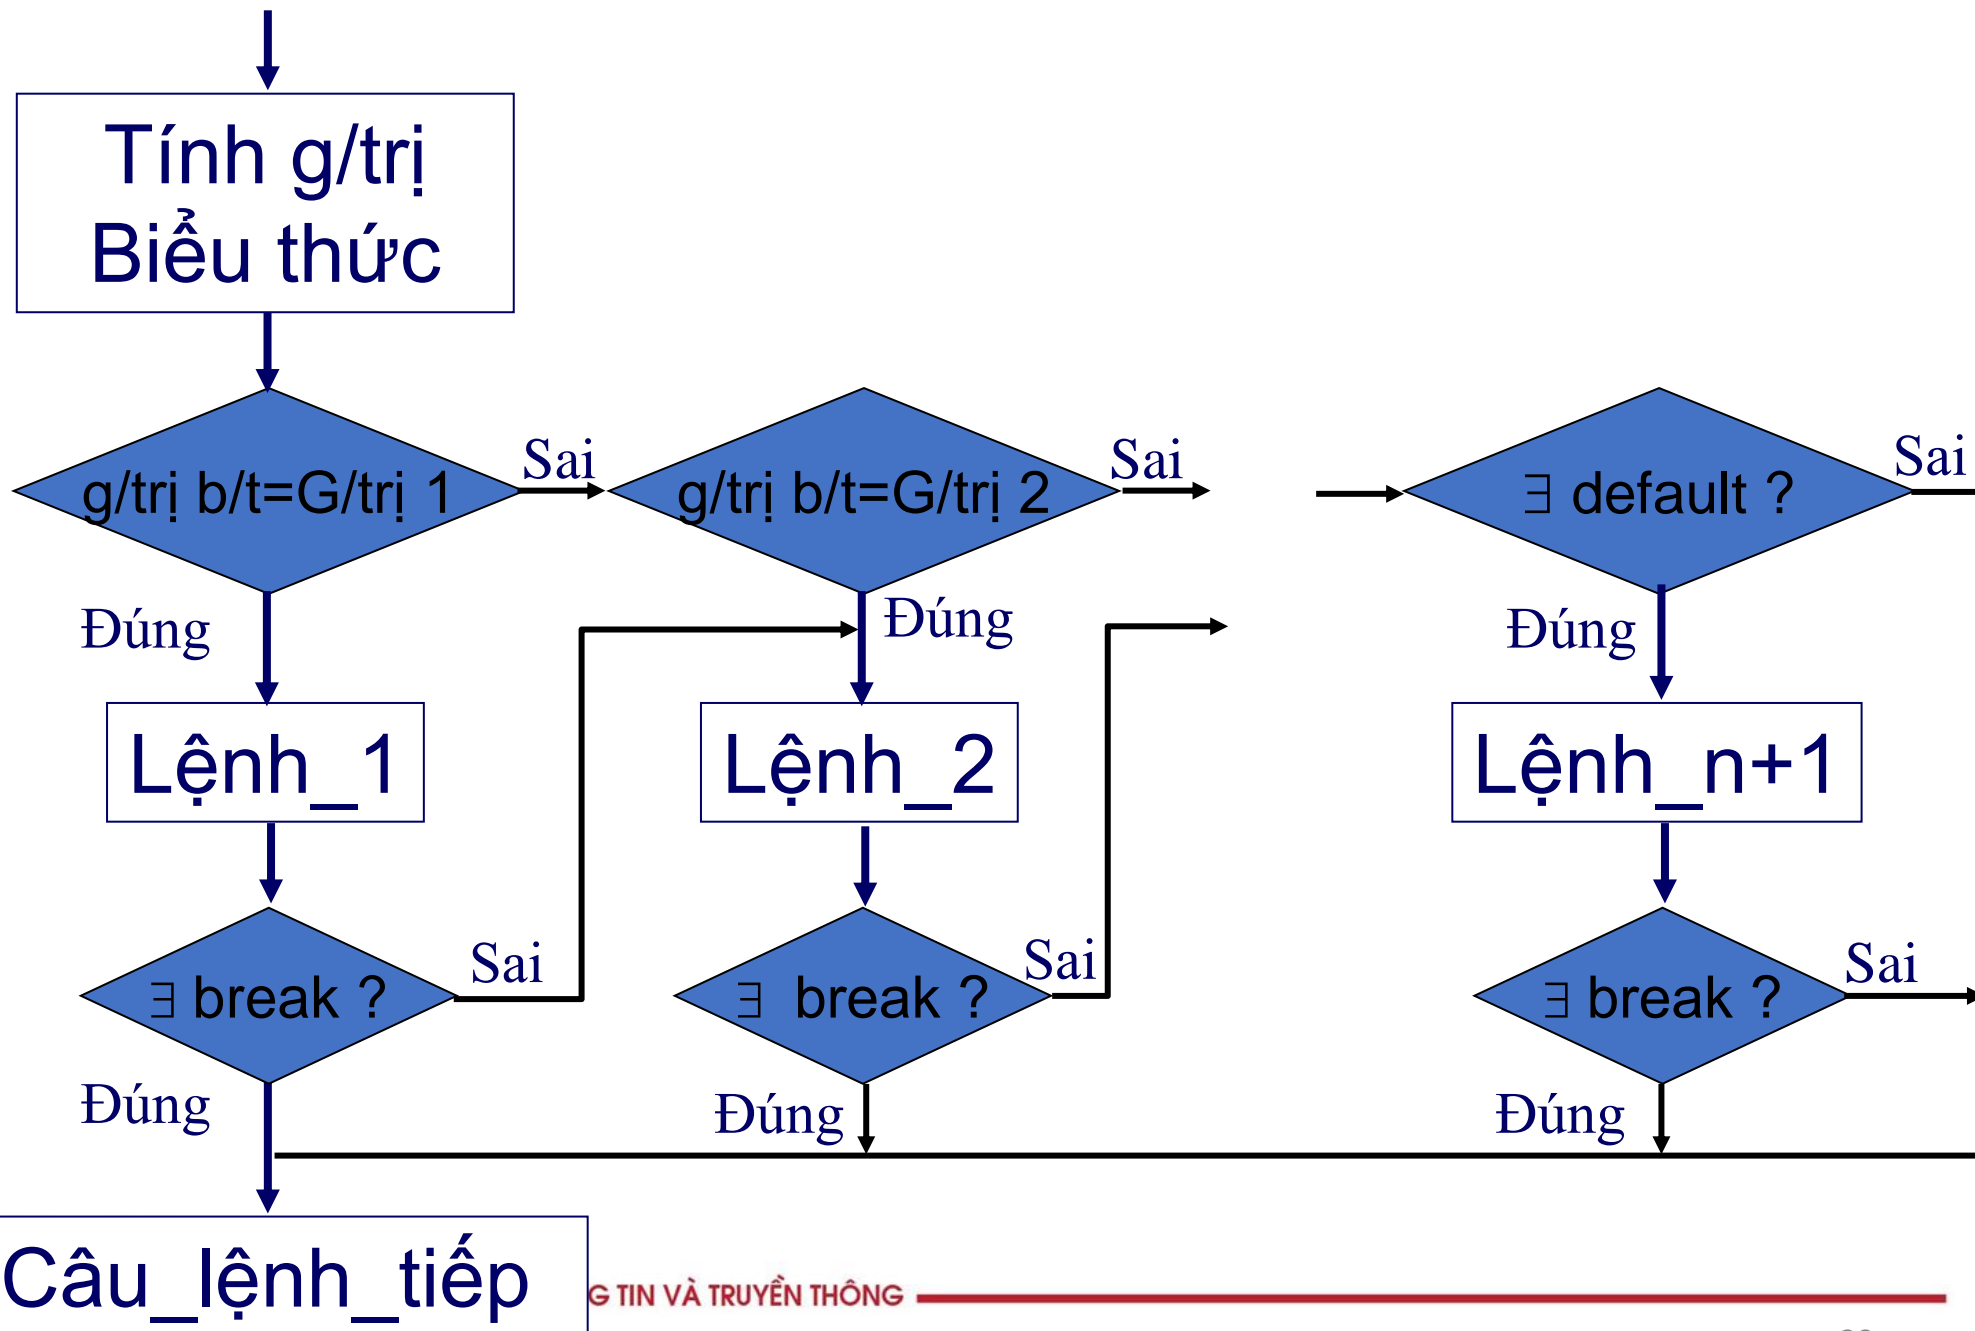 Tính g/trị
Biểu thức
g/trị b/t=G/trị 1
Sai
g/trị b/t=G/trị 2
Sai
∃ default ?
Sai
Đúng
Đúng
Đúng
Lệnh_1
Lệnh_2
Lệnh_n+1
∃ break ?
Sai
∃ break ?
Sai
∃ break ?
Sai
Đúng
Đúng
Đúng
Câu_lệnh_tiếp
G TIN VÀ TRUYỀN THÔNG